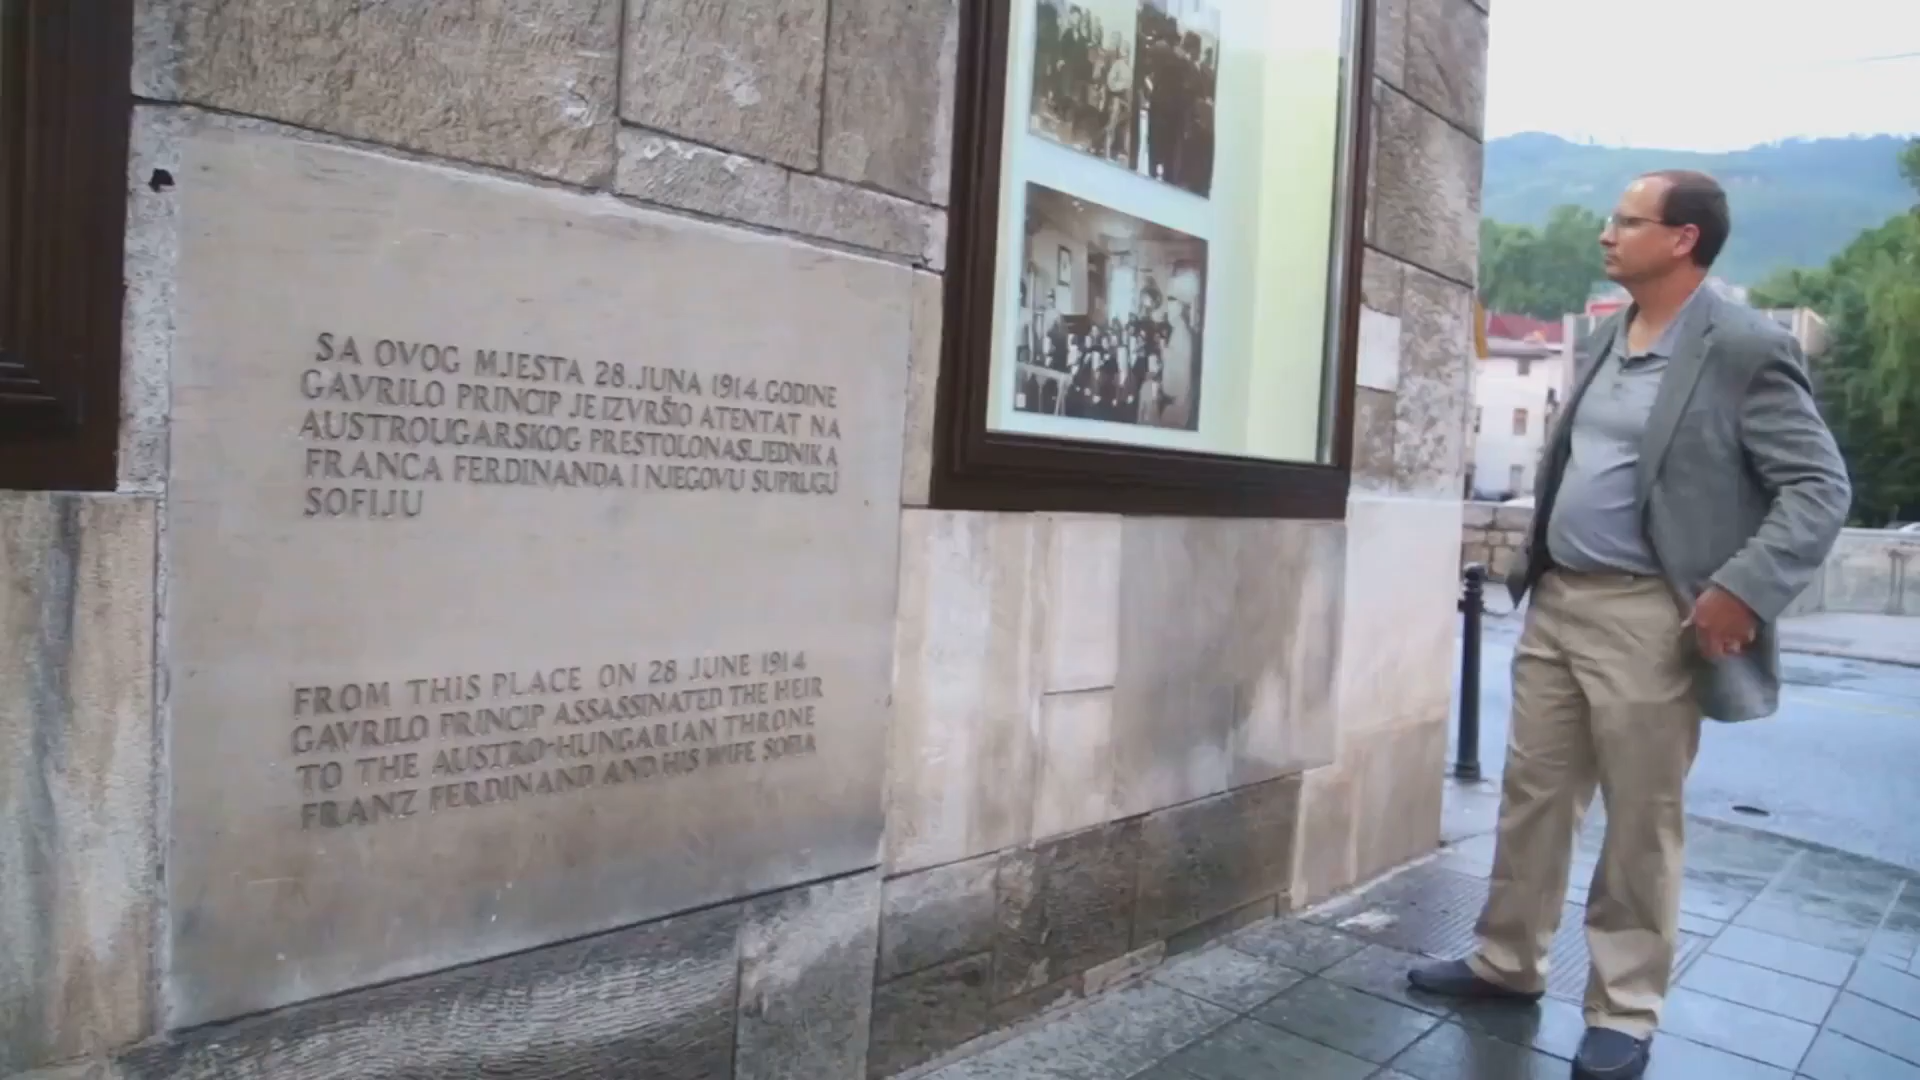 SA OVOG MJESTA 28.JUNA 1914.GODINE
GAVRILO PRINCIP JE IZVRŠIO ATENTAT NA
AUSTROUGARSKOG PRESTOLONASLJEDNIKA
FRANCA FERDINANDA I NJEGOVU SUPRUGU
SOFIJU
FROM THIS PLACE ON 28 JUNE 1914
GAVRILO PRINCIP ASSASSINATED THE HEIR
TO THE AUSTRO-HUNGARIAN THRONE
FRANZ FERDINAND AND HIS WIFE SOFIA